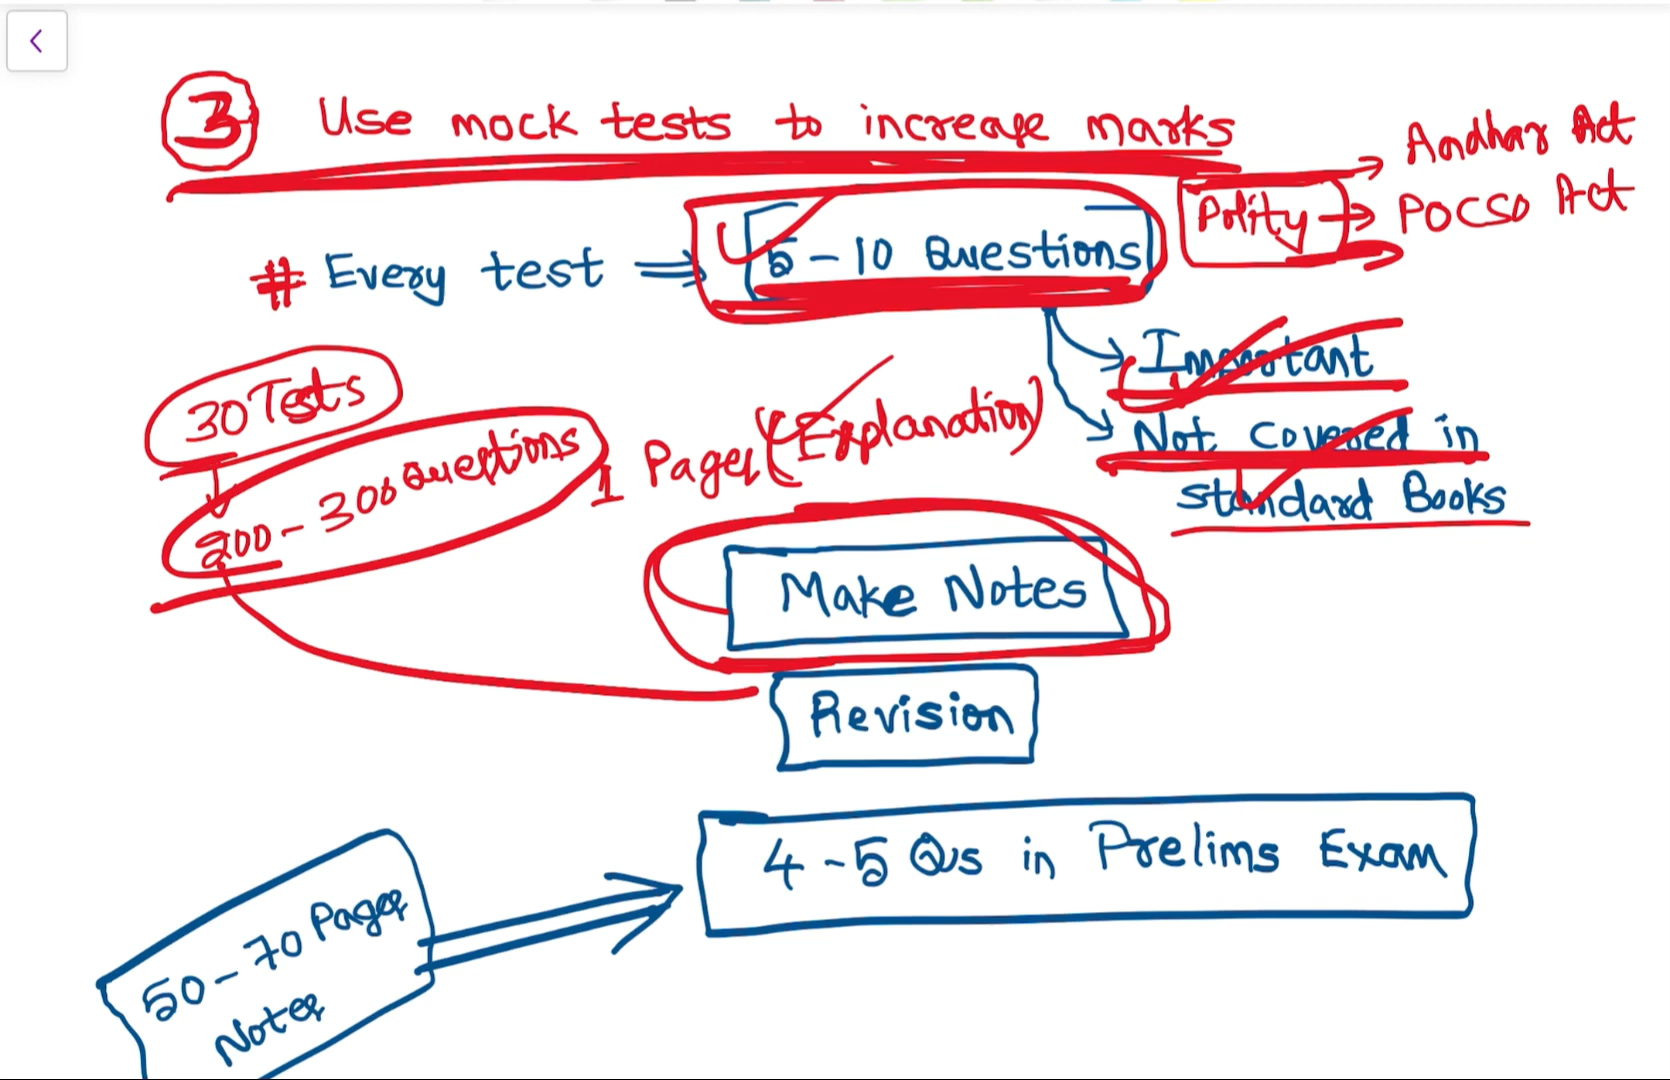 3 Use mock tests to increase marks
Aadhar Act
Polity → POCSO Act
# Every test ⇒ 5-10 Questions
Important
Not Covered in
Standard Books
30 Tests
200-300 Questions
1 Page (Explanation)
Make Notes
Revision
4-5 Qs in Prelims Exam
50-70 Pages
Notes